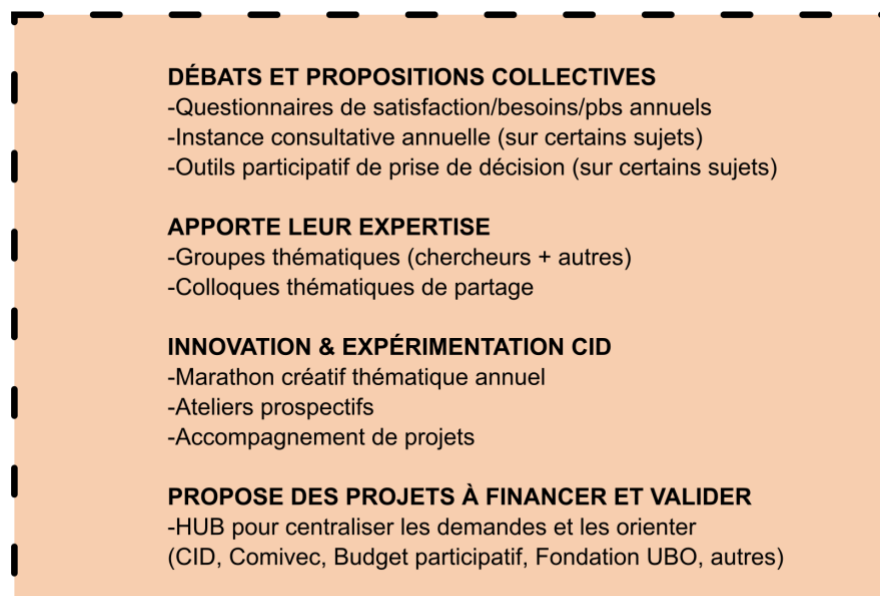 DÉBATS ET PROPOSITIONS COLLECTIVES
-Questionnaires de satisfaction/besoins/pbs annuels
-Instance consultative annuelle (sur certains sujets)
-Outils participatif de prise de décision (sur certains sujets)
APPORTE LEUR EXPERTISE
-Groupes thématiques (chercheurs + autres)
-Colloques thématiques de partage
INNOVATION & EXPÉRIMENTATION CID
-Marathon créatif thématique annuel
-Ateliers prospectifs
-Accompagnement de projets
PROPOSE DES PROJETS À FINANCER ET VALIDER
-HUB pour centraliser les demandes et les orienter
(CID, Comivec, Budget participatif, Fondation UBO, autres)